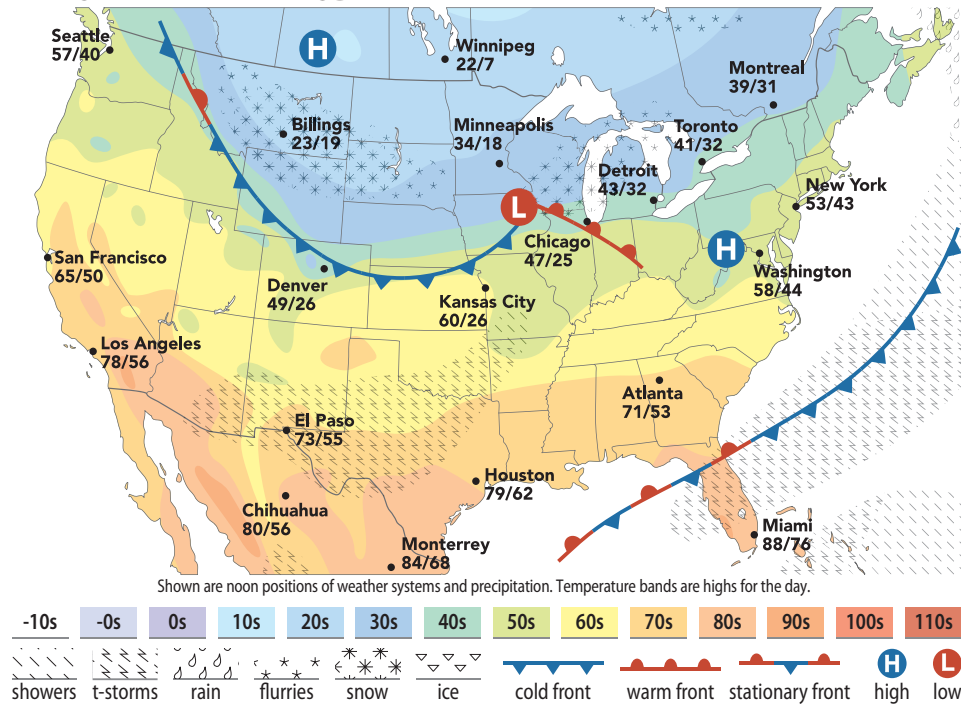 Seattle
57/40
H
Winnipeg
22/7
Montreal
39/31
Billings
23/19
Minneapolis
34/18
Toronto
41/32
Detroit
43/32
New York
53/43
L
Chicago
47/25
H
Washington
58/44
San Francisco
65/50
Denver
49/26
Kansas City
60/26
Los Angeles
78/56
Atlanta
71/53
El Paso
73/55
Houston
79/62
Chihuahua
80/56
Miami
88/76
Monterrey
84/68
Shown are noon positions of weather systems and precipitation. Temperature bands are highs for the day.
-10s -0s 0s 10s 20s 30s 40s 50s 60s 70s 80s 90s 100s 110s
H L
showers t-storms rain flurries snow ice cold front warm front stationary front high low